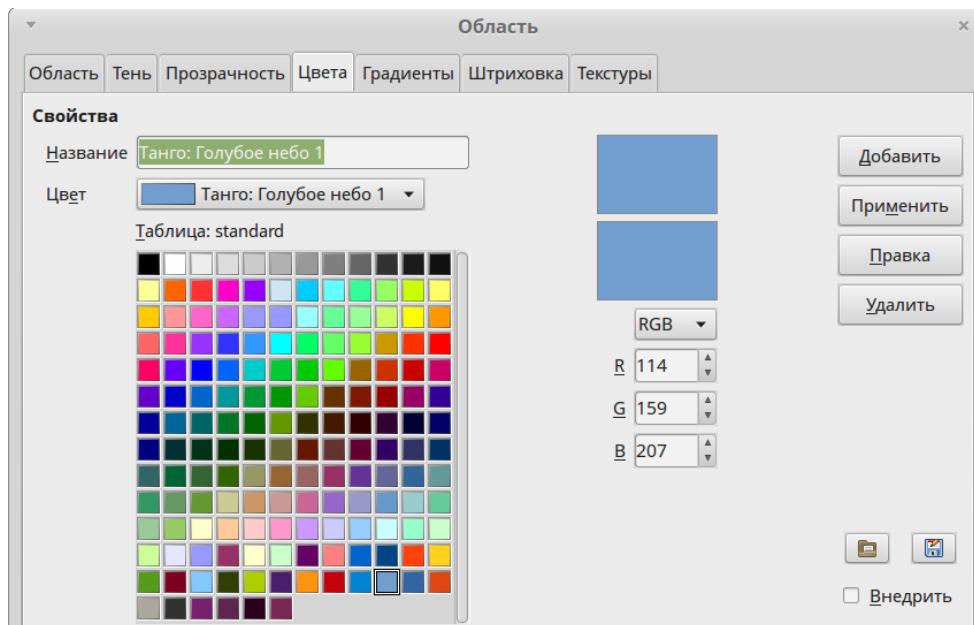 Область
Область Тень Прозрачность Цвета Градиенты Штриховка Текстуры
Свойства
Название Танго: Голубое небо 1
Цвет Танго: Голубое небо 1
Таблица: standard
Добавить
Применить
Правка
Удалить
RGB
R 114
G 159
B 207
Внедрить